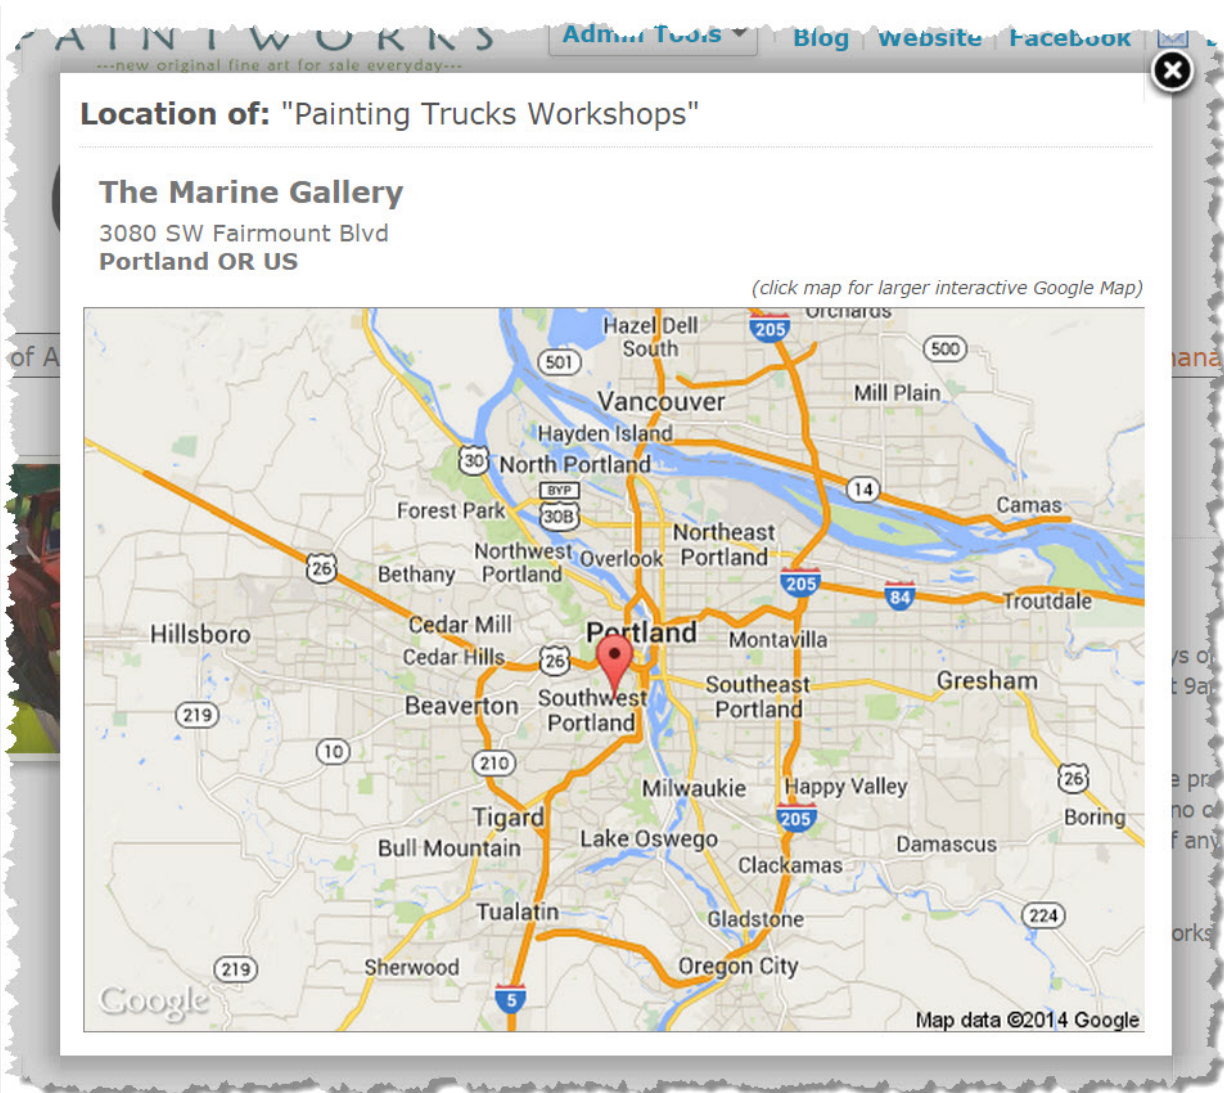 PAINTWORKS
Admin Tools
Blog
Website
Facebook
---new original fine art for sale everyday---
Location of: "Painting Trucks Workshops"
The Marine Gallery
3080 SW Fairmount Blvd
Portland OR US
(click map for larger interactive Google Map)
of A
Orchards
Hazel Dell
South
205
501
500
Mill Plain
Vancouver
Hayden Island
30
North Portland
BYP
30B
14
Camas
Forest Park
Northeast
Portland
Northwest
Portland
Overlook
26
Bethany
205
84
Troutdale
Hillsboro
Cedar Mill
Portland
Montavilla
Cedar Hills
26
Beaverton
Southwest
Portland
Southeast
Portland
Gresham
219
10
210
Milwaukie
Happy Valley
26
Tigard
205
Boring
Bull Mountain
Lake Oswego
Damascus
Clackamas
Tualatin
Gladstone
224
219
Sherwood
Oregon City
5
Google
Map data ©2014 Google